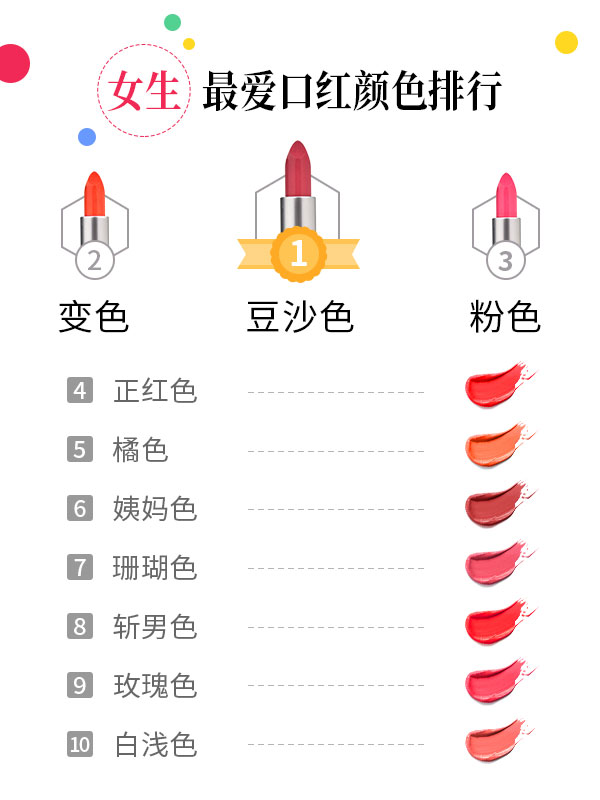 女生 最爱口红颜色排行
2 1 3
变色 豆沙色 粉色
4 正红色
5 橘色
6 姨妈色
7 珊瑚色
8 斩男色
9 玫瑰色
10 白浅色